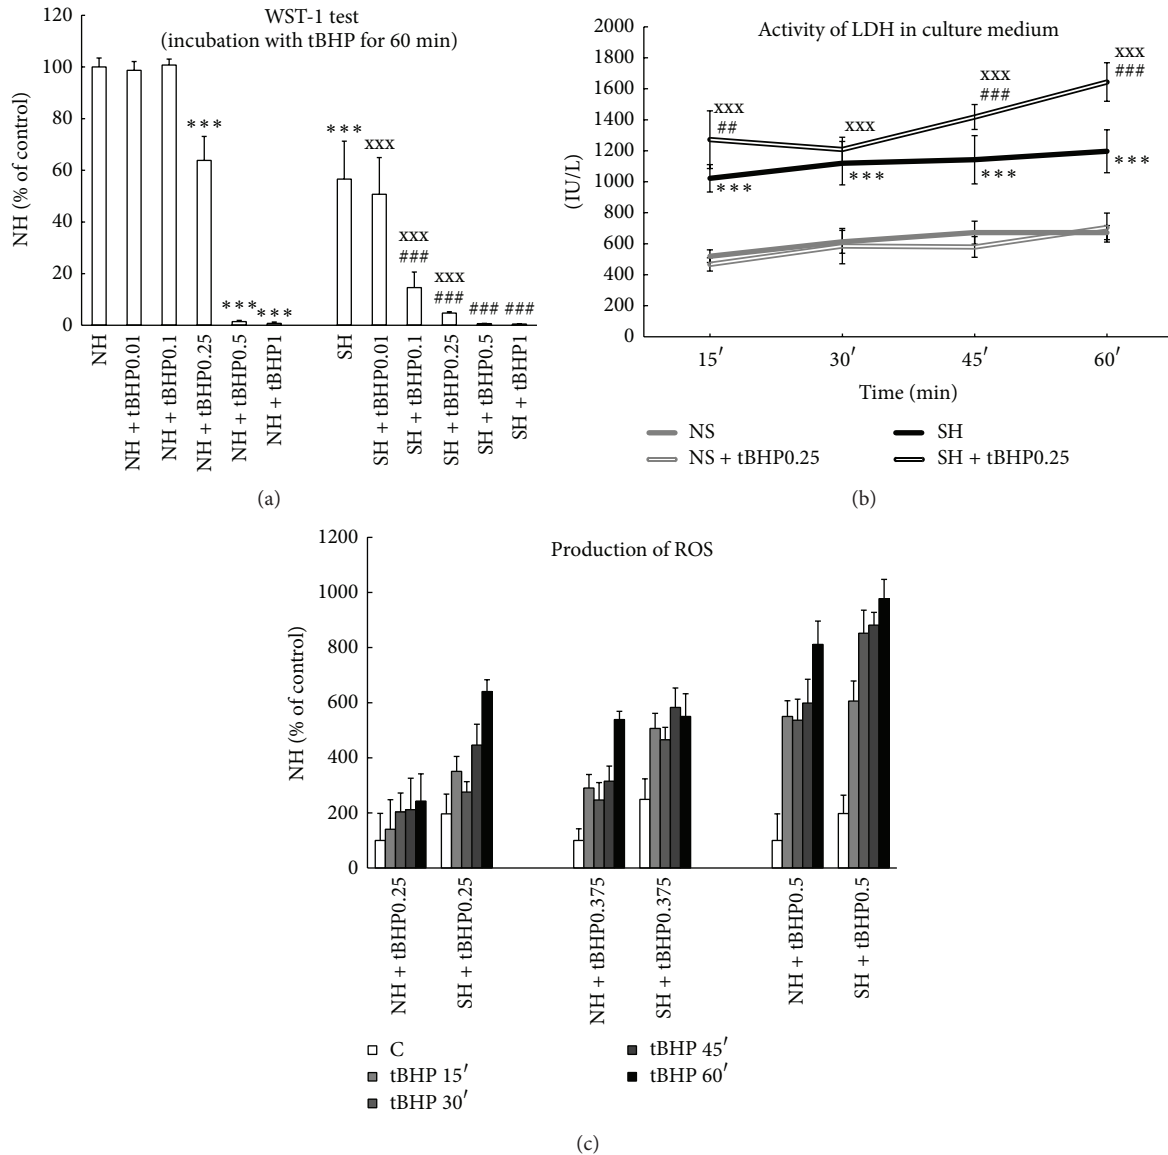 WST-1 test
(incubation with tBHP for 60 min)
NH (% of control)
120
100
80
60
40
20
0
***
***
***
***
xxx
xxx
###
xxx
###
###
###
NH
NH + tBHP0.01
NH + tBHP0.1
NH + tBHP0.25
NH + tBHP0.5
NH + tBHP1
SH
SH + tBHP0.01
SH + tBHP0.1
SH + tBHP0.25
SH + tBHP0.5
SH + tBHP1
(a)
Activity of LDH in culture medium
(IU/L)
2000
1800
1600
1400
1200
1000
800
600
400
200
0
xxx
##
xxx
xxx
###
xxx
###
***
***
***
***
15′
30′
45′
60′
Time (min)
NS
NS + tBHP0.25
SH
SH + tBHP0.25
(b)
Production of ROS
NH (% of control)
1200
1000
800
600
400
200
0
NH + tBHP0.25
SH + tBHP0.25
NH + tBHP0.375
SH + tBHP0.375
NH + tBHP0.5
SH + tBHP0.5
C
tBHP 15′
tBHP 30′
tBHP 45′
tBHP 60′
(c)